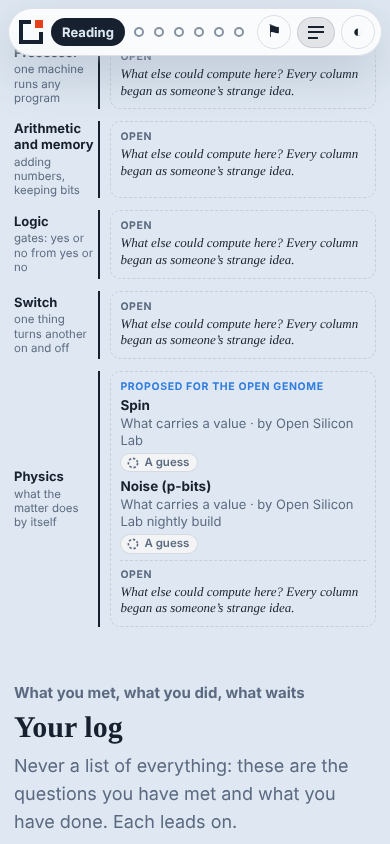 Reading
one machine
runs any
program
What else could compute here? Every column
began as someone's strange idea.
Arithmetic
and memory
adding
numbers,
keeping bits
OPEN
What else could compute here? Every column
began as someone's strange idea.
Logic
gates: yes or
no from yes or
no
OPEN
What else could compute here? Every column
began as someone's strange idea.
Switch
one thing
turns another
on and off
OPEN
What else could compute here? Every column
began as someone's strange idea.
Physics
what the
matter does
by itself
PROPOSED FOR THE OPEN GENOME
Spin
What carries a value · by Open Silicon
Lab
A guess
Noise (p-bits)
What carries a value · by Open Silicon
Lab nightly build
A guess
OPEN
What else could compute here? Every column
began as someone's strange idea.
What you met, what you did, what waits
Your log
Never a list of everything: these are the
questions you have met and what you
have done. Each leads on.